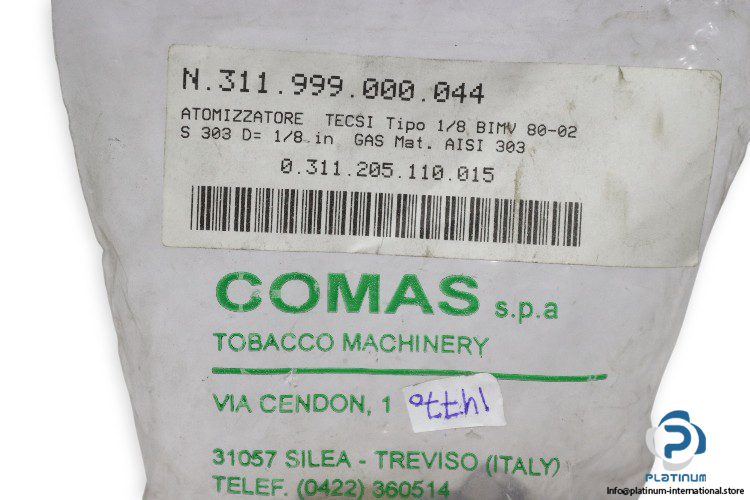 N.311.999.000.044
ATOMIZZATORE TECSI Tipo 1/8 BIMV 80-02
S 303 D= 1/8 in GAS Mat. AISI 303
0.311.205.110.015
COMAS s.p.a
TOBACCO MACHINERY
VIA CENDON, 1
14770
31057 SILEA - TREVISO (ITALY)
TELEF. (0422) 360514
PLATINUM
INTERNATIONAL
Info@platinum-international.store